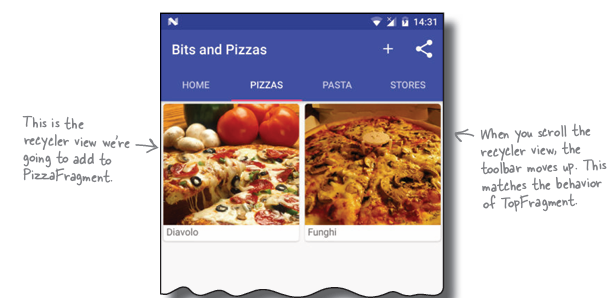 14:31
Bits and Pizzas
+
HOME
PIZZAS
PASTA
STORES
This is the
recycler view we're
going to add to
PizzaFragment.
When you scroll the
recycler view, the
toolbar moves up. This
matches the behavior
of TopFragment.
Diavolo
Funghi